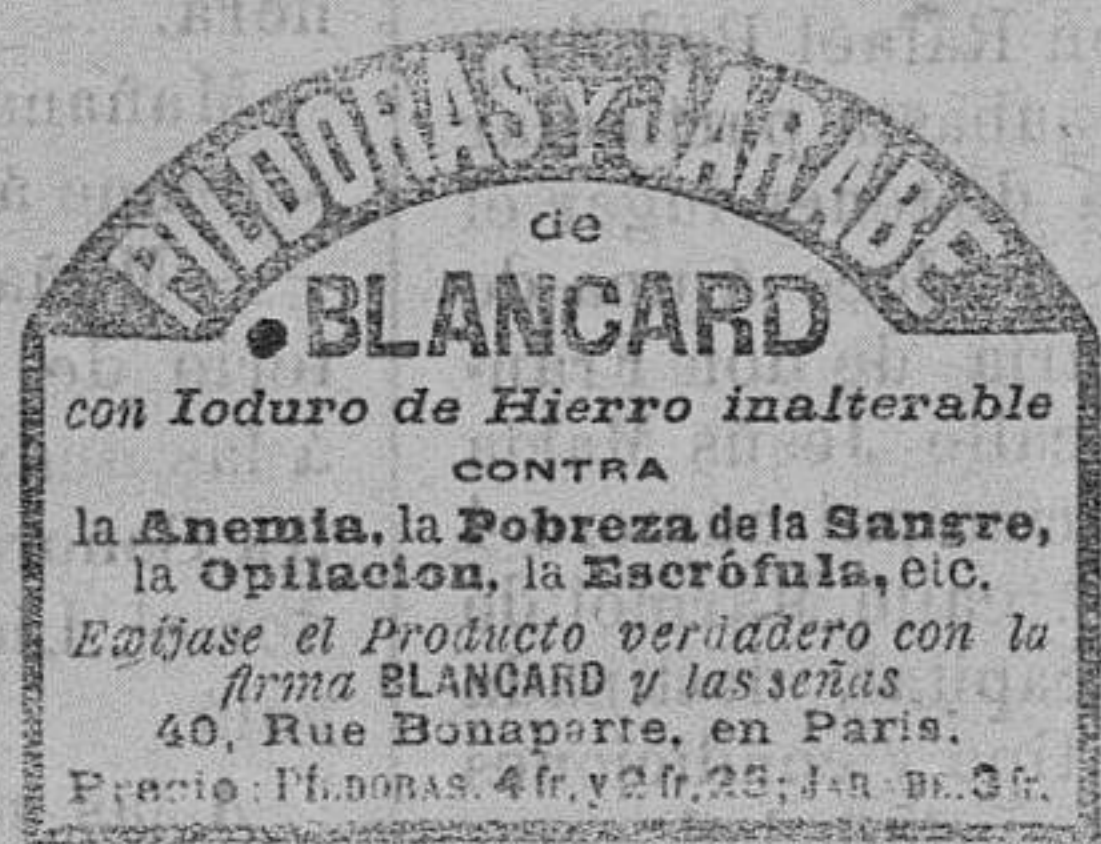 PILDORAS Y JARABE
de
BLANCARD
con Ioduro de Hierro inalterable
CONTRA
la Anemia, la Pobreza de la Sangre,
la Opilacion, la Escrófula, etc.
Exíjase el Producto verdadero con la
firma BLANCARD y las señas
40, Rue Bonaparte, en Paris.
Precio: PÍLDORAS. 4 fr. y 2 fr. 25; JARABE. 3 fr.